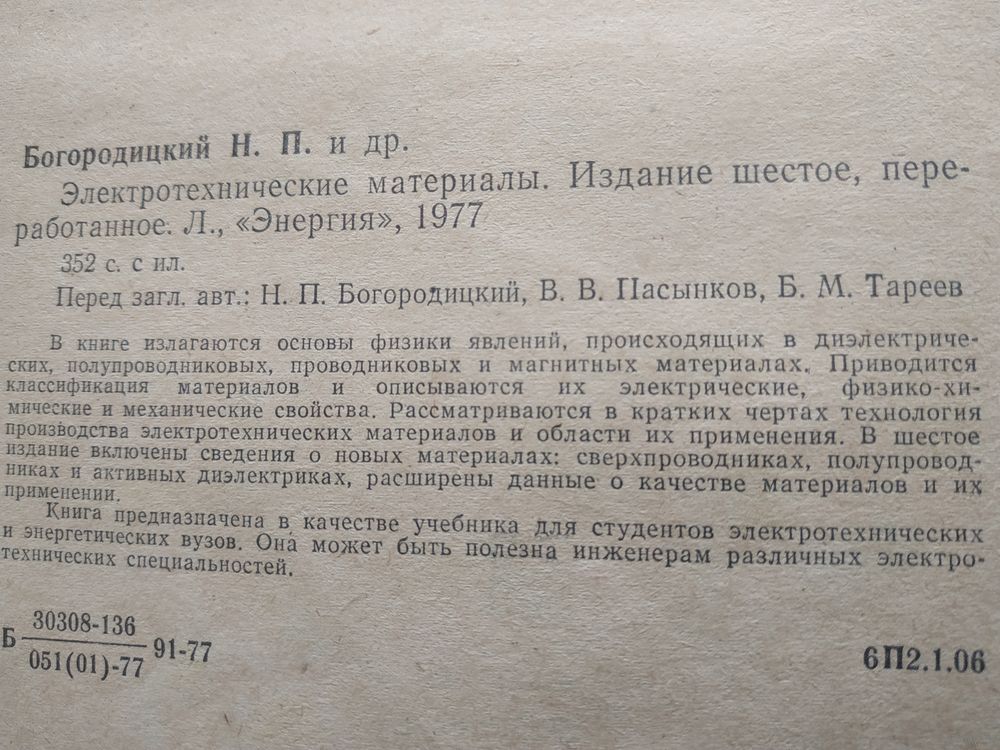 Богородицкий Н. П. и др.
Электротехнические материалы. Издание шестое, пере-
работанное. Л., «Энергия», 1977
352 с. с ил.
Перед загл. авт.: Н. П. Богородицкий, В. В. Пасынков, Б. М. Тареев
В книге излагаются основы физики явлений, происходящих в диэлектриче-
ских, полупроводниковых, проводниковых и магнитных материалах. Приводится
классификация материалов и описываются их электрические, физико-хи-
мические и механические свойства. Рассматриваются в кратких чертах технология
производства электротехнических материалов и области их применения. В шестое
издание включены сведения о новых материалах: сверхпроводниках, полупровод-
никах и активных диэлектриках, расширены данные о качестве материалов и их
применении.
Книга предназначена в качестве учебника для студентов электротехнических
и энергетических вузов. Она может быть полезна инженерам различных электро-
технических специальностей.
Б 30308-136
051(01)-77 91-77
6П2.1.06